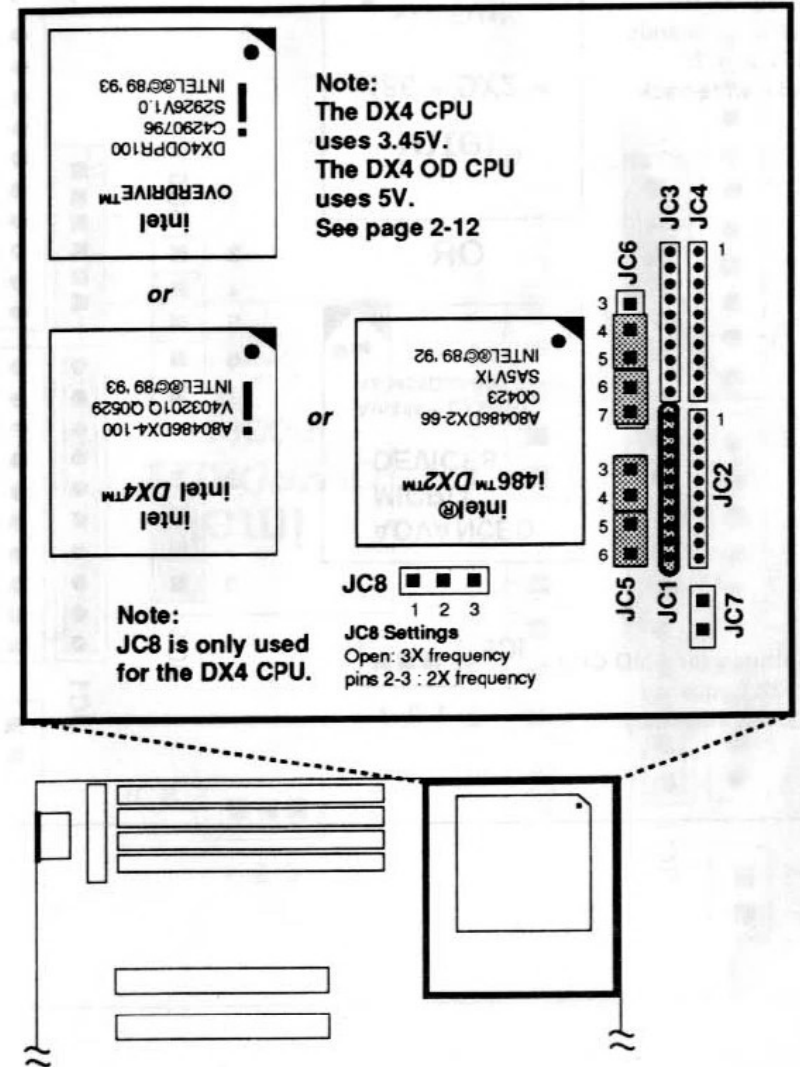 intel
OVERDRIVE™
DX4ODPR100
C4290796
S2926V1.0
INTEL®©'89 '93
Note:
The DX4 CPU
uses 3.45V.
The DX4 OD CPU
uses 5V.
See page 2-12
or
intel
intel DX4™
A80486DX4-100
V403201Q Q0529
INTEL®©'89 '93
or
intel®
i486™ DX2™
A80486DX2-66
Q0423
SA5V1X
INTEL®©'89 '92
JC6
JC3
JC4
3
4
5
6
7
1
3
4
5
6
1
JC5
JC1
JC2
JC7
JC8
1 2 3
JC8 Settings
Open: 3X frequency
pins 2-3 : 2X frequency
Note:
JC8 is only used
for the DX4 CPU.